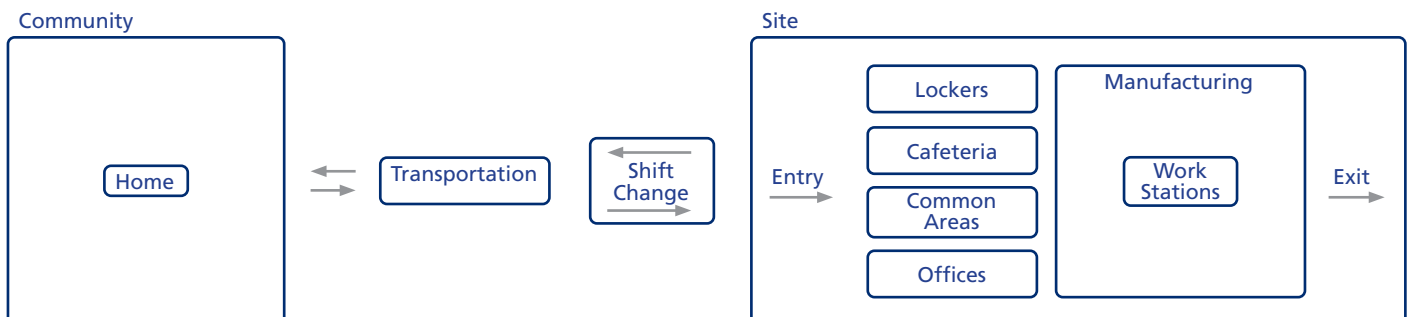 Community
Home
Transportation
Shift
Change
Site
Entry
Lockers
Cafeteria
Common
Areas
Offices
Manufacturing
Work
Stations
Exit